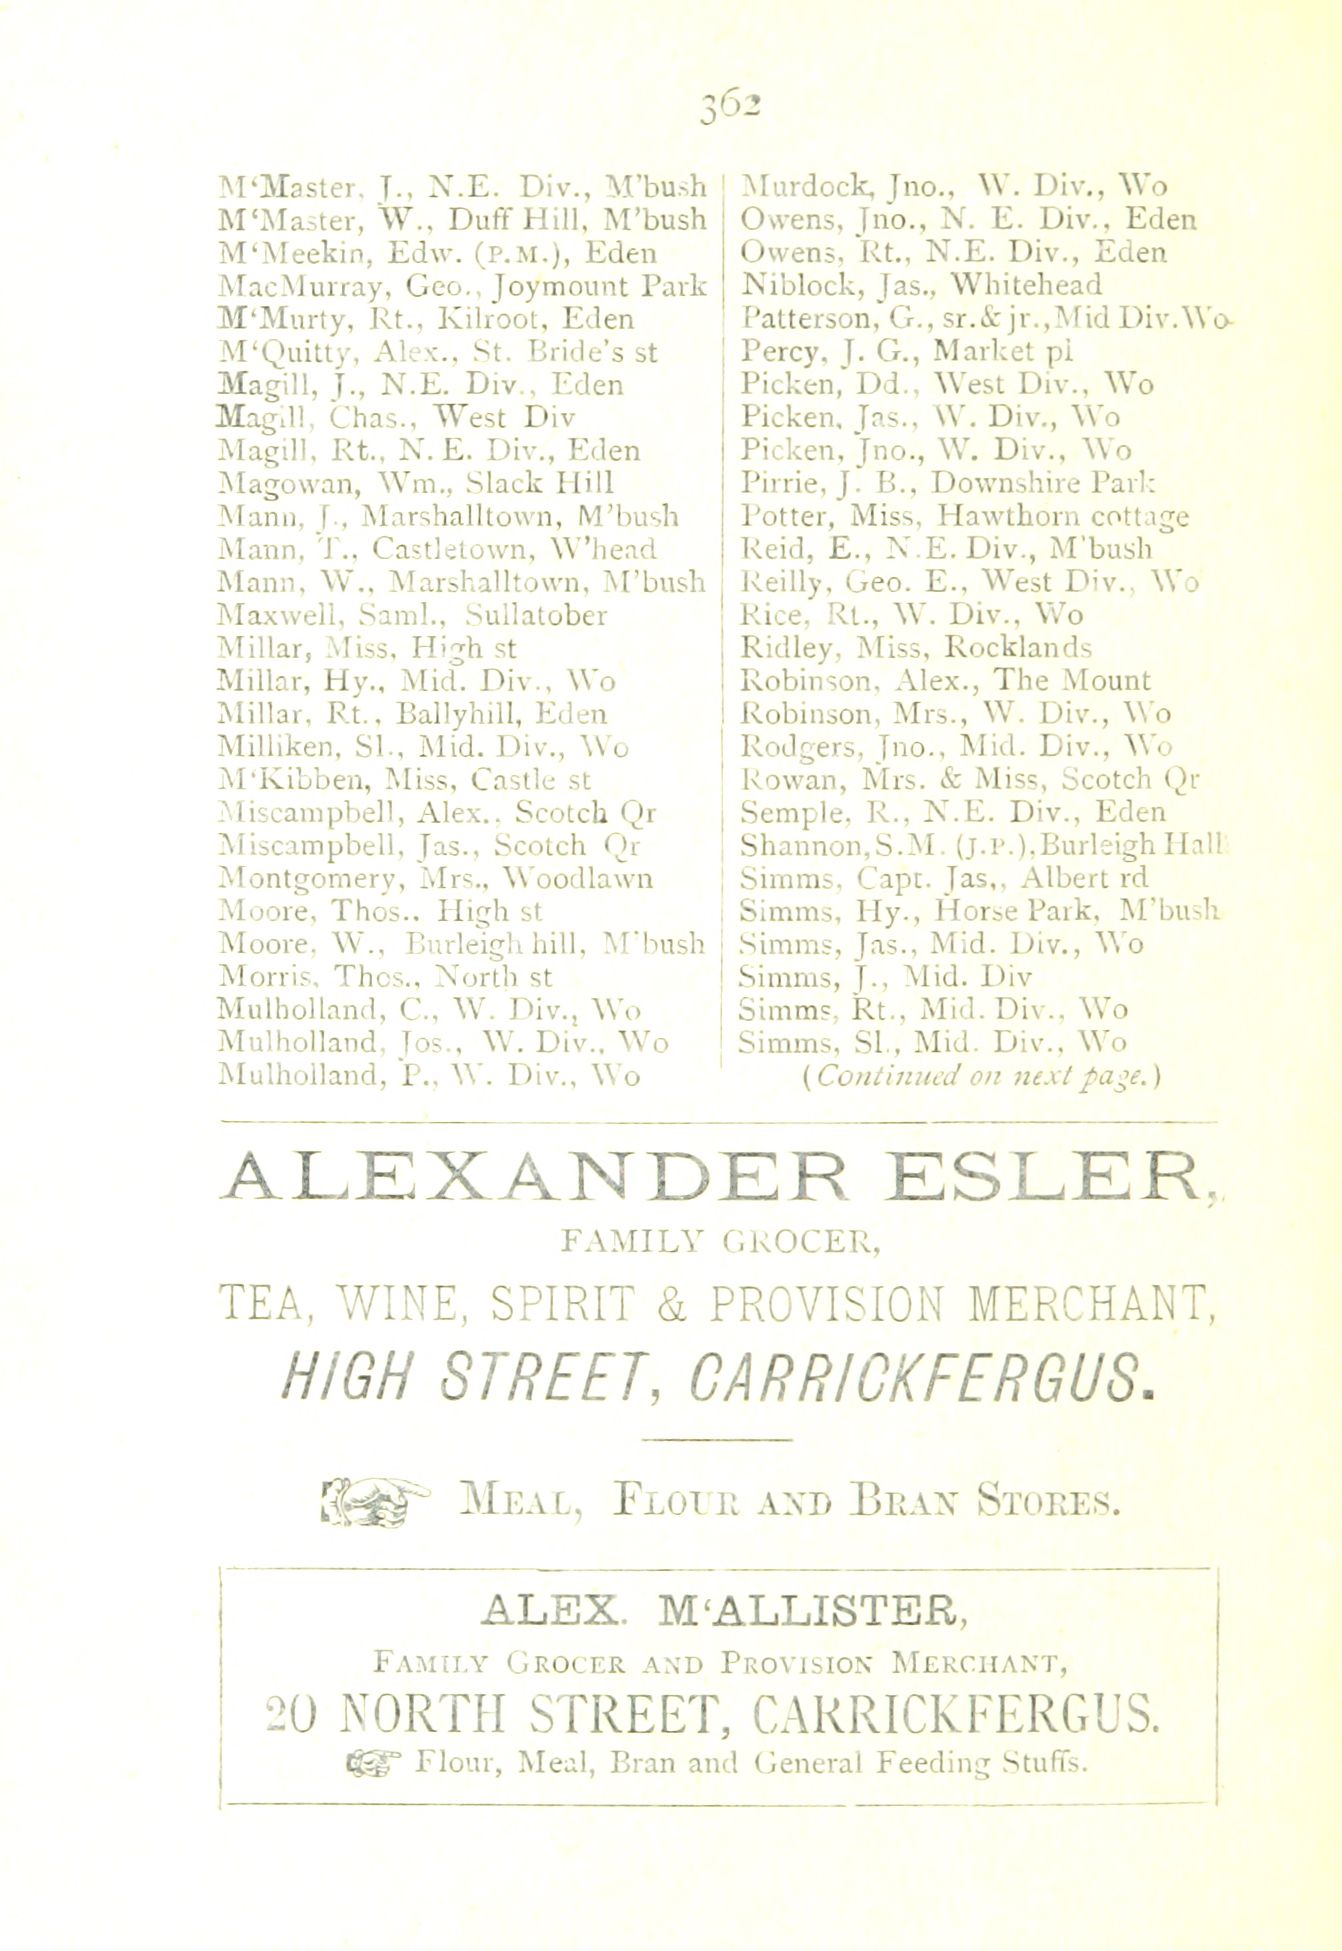 362
M'Master, J., N.E. Div., M'bush
M'Master, W., Duff Hill, M'bush
M'Meekin, Edw. (P.M.), Eden
MacMurray, Geo., Joymount Park
M'Murty, Rt., Kilroot, Eden
M'Quitty, Alex., St. Bride's st
Magill, J., N.E. Div., Eden
Magill, Chas., West Div
Magill, Rt., N. E. Div., Eden
Magowan, Wm., Slack Hill
Mann, J., Marshalltown, M'bush
Mann, T., Castletown, W'head
Mann, W., Marshalltown, M'bush
Maxwell, Saml., Sullatober
Millar, Miss, High st
Millar, Hy., Mid. Div., Wo
Millar, Rt., Ballyhill, Eden
Milliken, Sl., Mid. Div., Wo
M'Kibben, Miss, Castle st
Miscampbell, Alex., Scotch Qr
Miscampbell, Jas., Scotch Qr
Montgomery, Mrs., Woodlawn
Moore, Thos., High st
Moore, W., Burleigh hill, M'bush
Morris, Thos., North st
Mulholland, C., W. Div., Wo
Mulholland, Jos., W. Div., Wo
Mulholland, P., W. Div., Wo
Murdock, Jno., W. Div., Wo
Owens, Jno., N. E. Div., Eden
Owens, Rt., N.E. Div., Eden
Niblock, Jas., Whitehead
Patterson, G., sr.&jr., Mid Div. Wo
Percy, J. G., Market pl
Picken, Dd., West Div., Wo
Picken, Jas., W. Div., Wo
Picken, Jno., W. Div., Wo
Pirrie, J. B., Downshire Park
Potter, Miss, Hawthorn cottage
Reid, E., N.E. Div., M'bush
Reilly, Geo. E., West Div., Wo
Rice, Rt., W. Div., Wo
Ridley, Miss, Rocklands
Robinson, Alex., The Mount
Robinson, Mrs., W. Div., Wo
Rodgers, Jno., Mid. Div., Wo
Rowan, Mrs. & Miss, Scotch Qr
Semple, R., N.E. Div., Eden
Shannon, S.M. (J.P.), Burleigh Hall
Simms, Capt. Jas,, Albert rd
Simms, Hy., Horse Park, M'bush
Simms, Jas., Mid. Div., Wo
Simms, J., Mid. Div
Simms, Rt., Mid. Div., Wo
Simms, Sl., Mid. Div., Wo
(Continued on next page.)
ALEXANDER ESLER,
FAMILY GROCER,
TEA, WINE, SPIRIT & PROVISION MERCHANT,
HIGH STREET, CARRICKFERGUS.
MEAL, FLOUR AND BRAN STORES.
ALEX. M'ALLISTER,
FAMILY GROCER AND PROVISION MERCHANT,
20 NORTH STREET, CARRICKFERGUS.
Flour, Meal, Bran and General Feeding Stuffs.